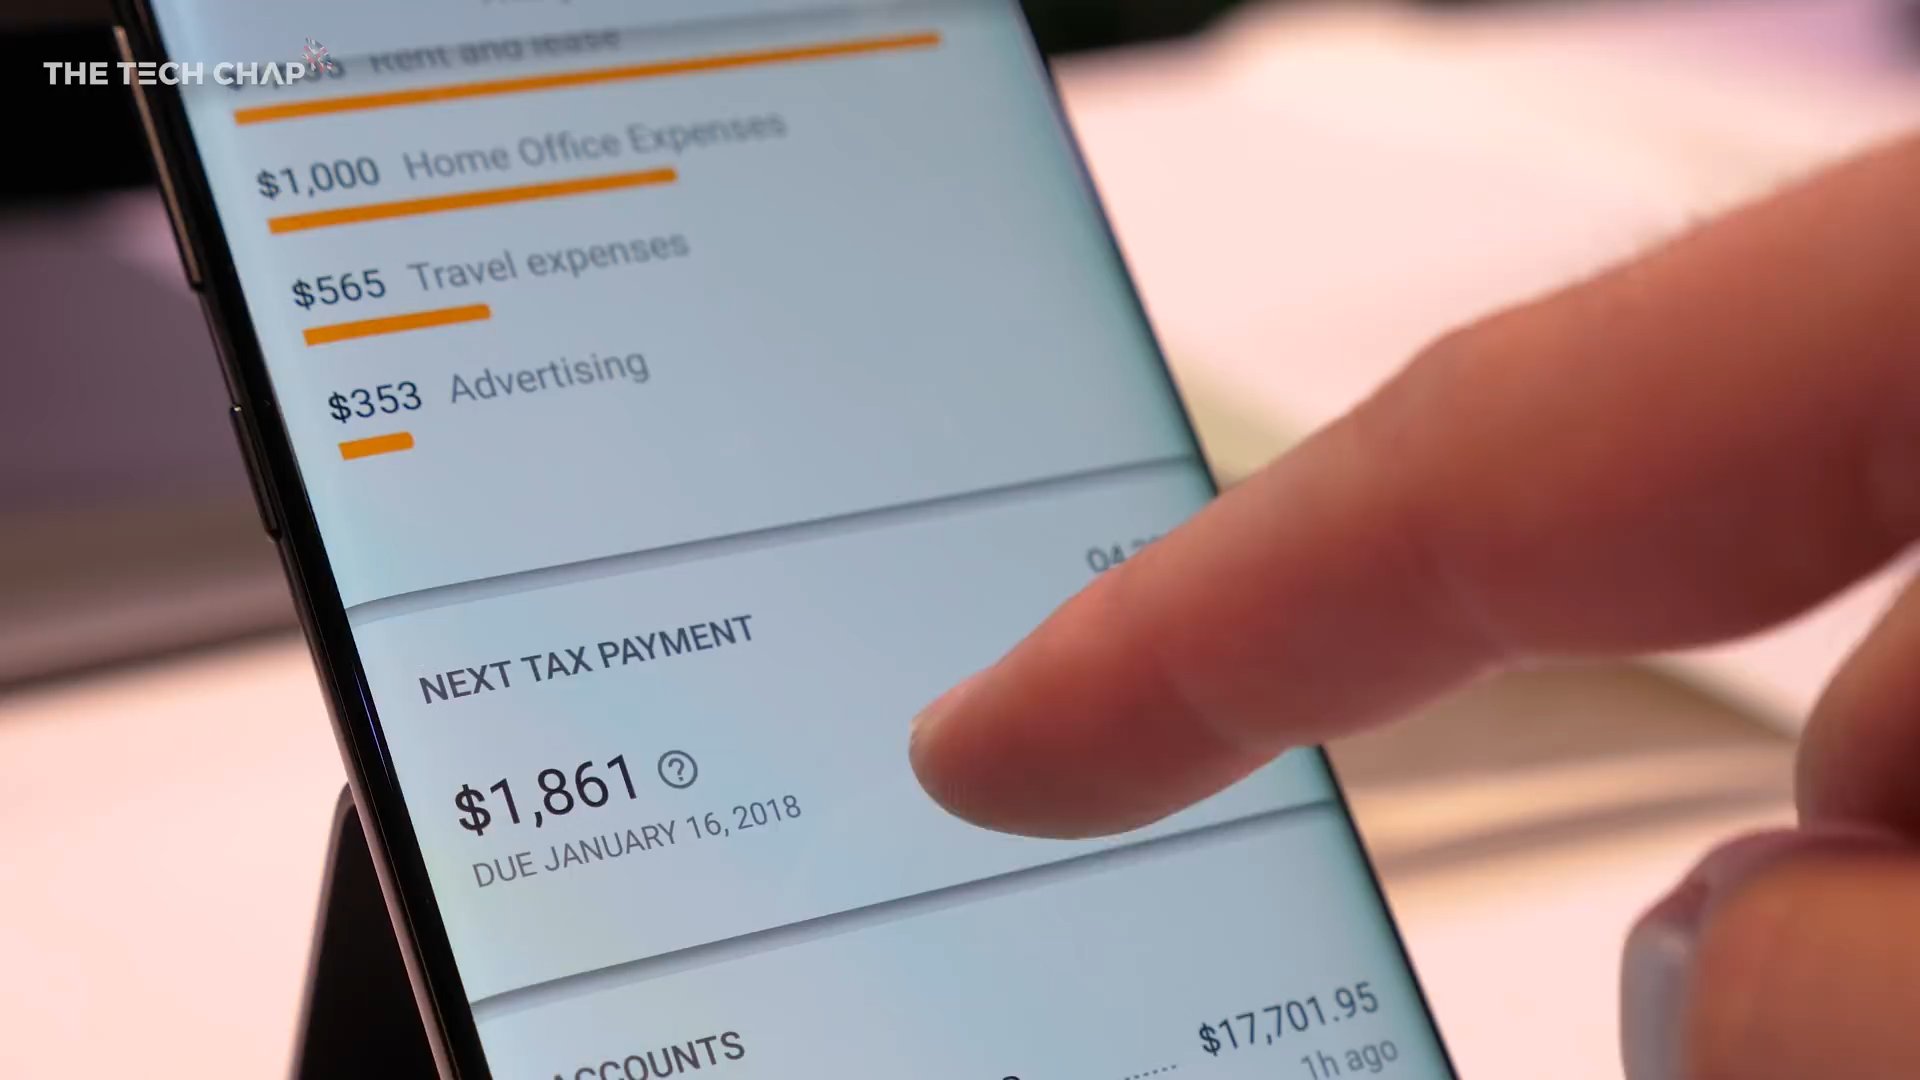 THE TECH CHAP
Rent and lease
$1,000 Home Office Expenses
$565 Travel expenses
$353 Advertising
NEXT TAX PAYMENT
$1,861 ?
DUE JANUARY 16, 2018
ACCOUNTS
$17,701.95
1h ago